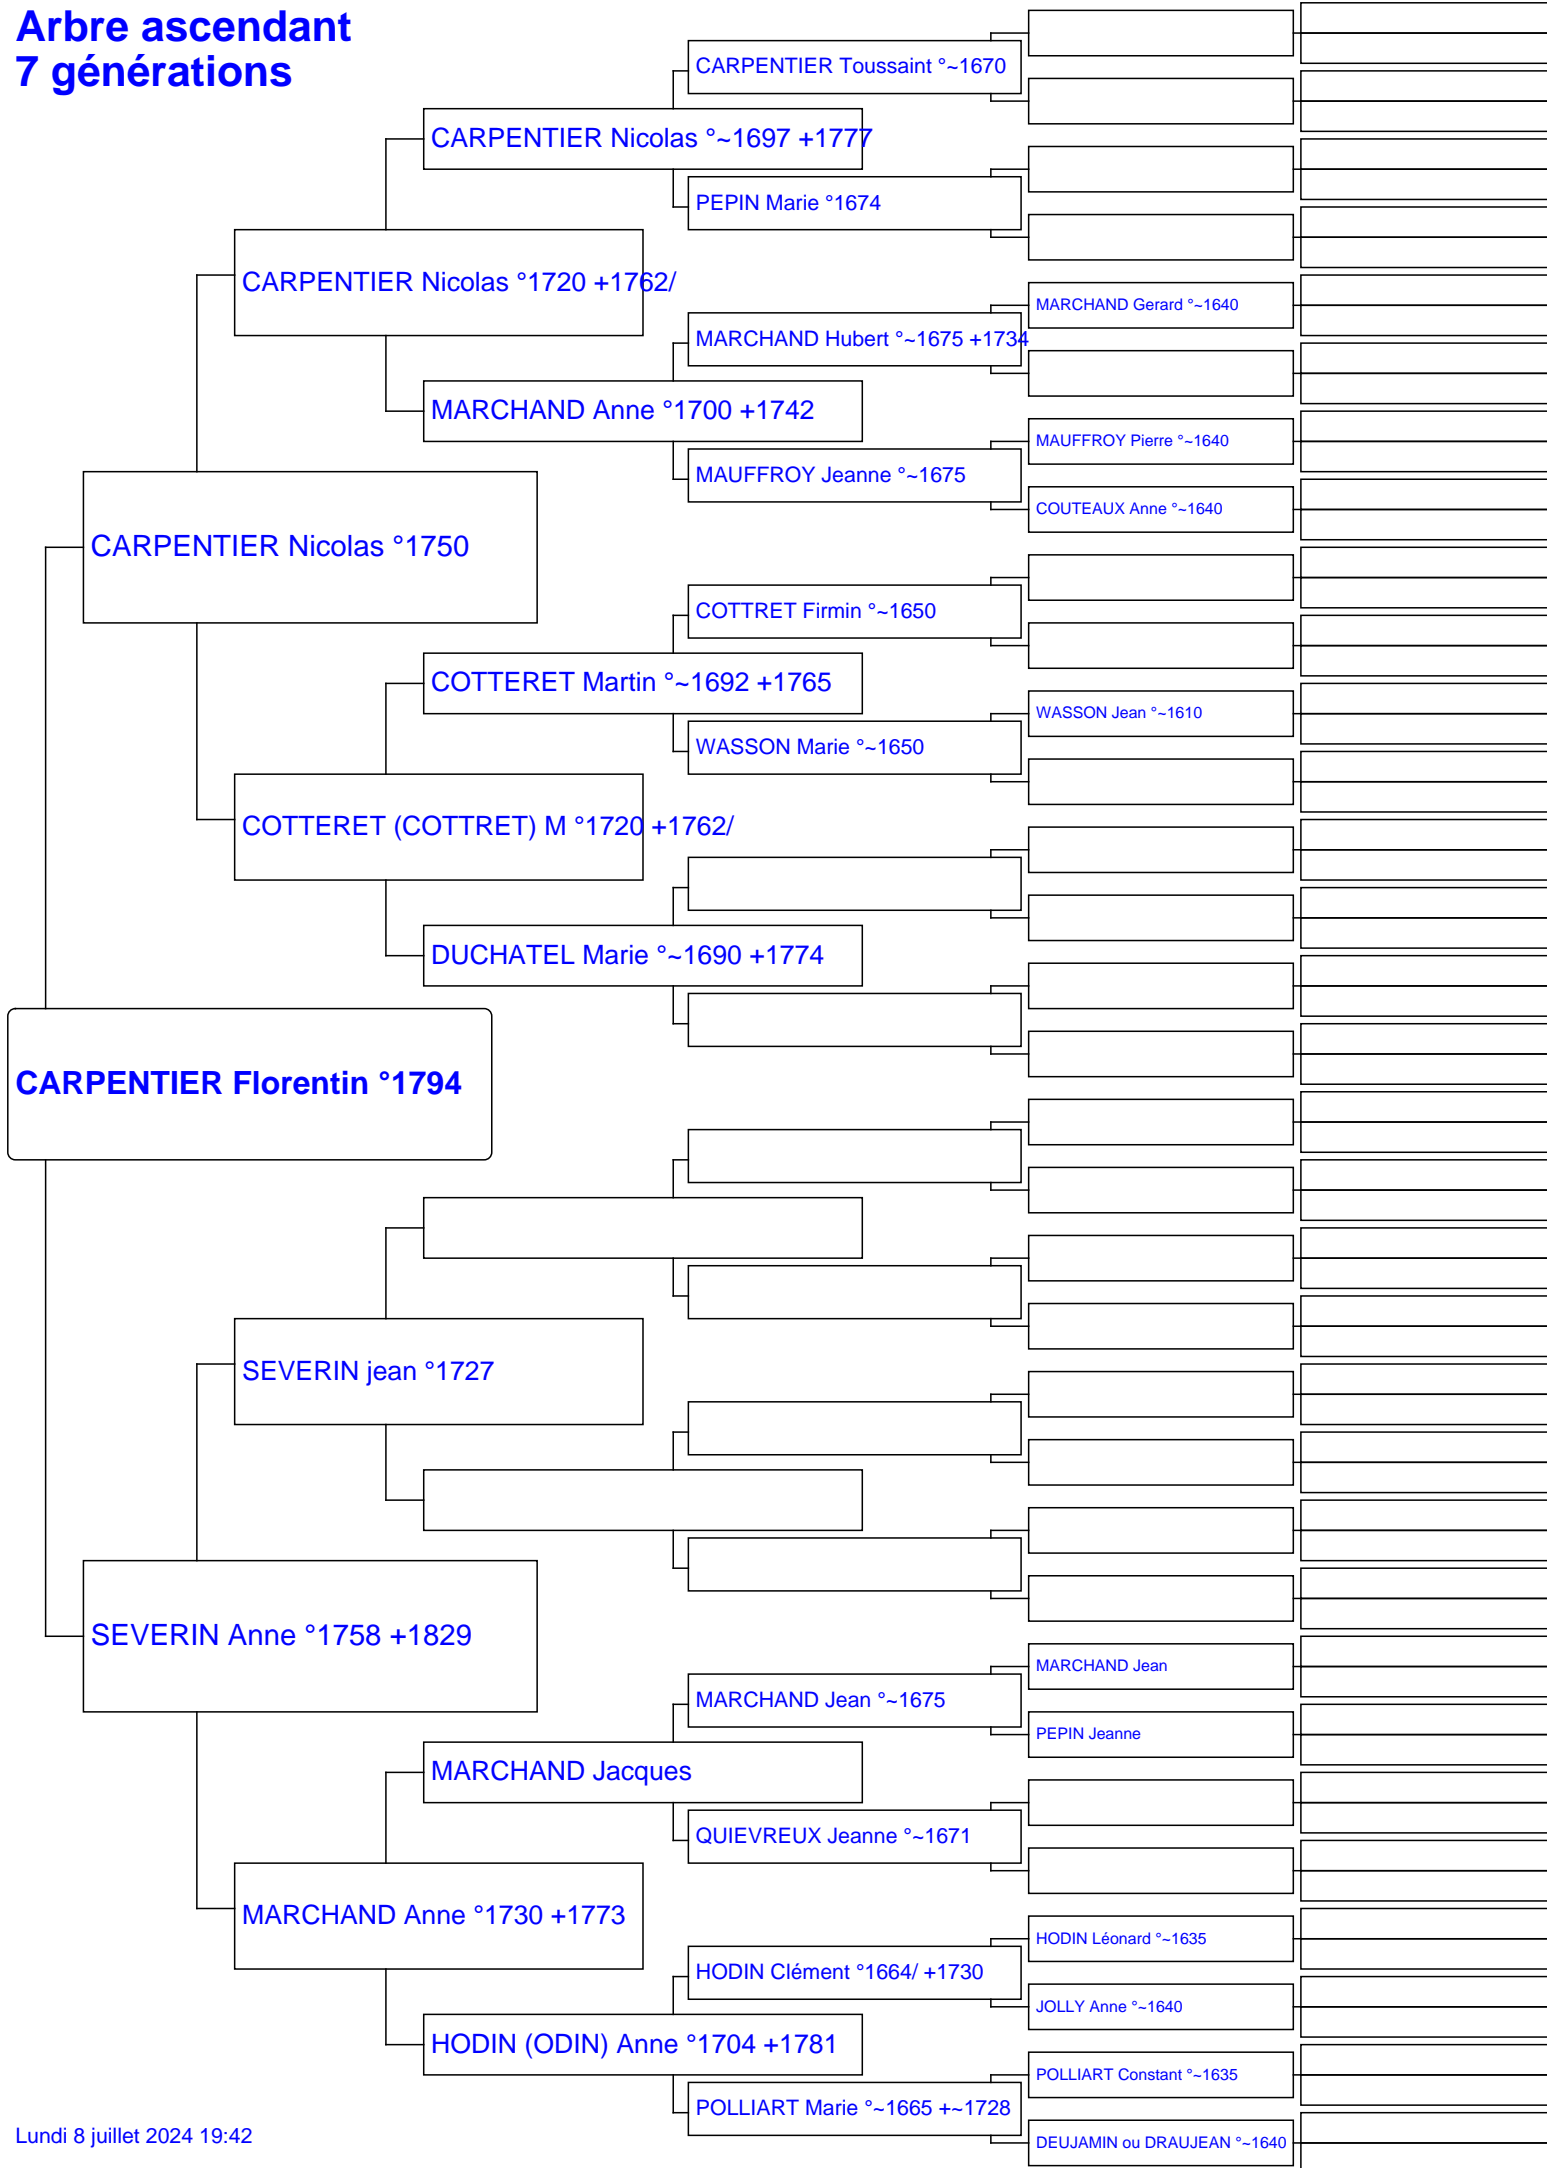 Arbre ascendant
7 générations
CARPENTIER Toussaint °~1670
CARPENTIER Nicolas °~1697 +1777
PEPIN Marie °1674
CARPENTIER Nicolas °1720 +1762/
MARCHAND Gerard °~1640
MARCHAND Hubert °~1675 +1734
MARCHAND Anne °1700 +1742
MAUFFROY Pierre °~1640
MAUFFROY Jeanne °~1675
COUTEAUX Anne °~1640
CARPENTIER Nicolas °1750
COTTRET Firmin °~1650
COTTERET Martin °~1692 +1765
WASSON Jean °~1610
WASSON Marie °~1650
COTTERET (COTTRET) M °1720 +1762/
DUCHATEL Marie °~1690 +1774
CARPENTIER Florentin °1794
SEVERIN jean °1727
SEVERIN Anne °1758 +1829
MARCHAND Jean
MARCHAND Jean °~1675
PEPIN Jeanne
MARCHAND Jacques
QUIEVREUX Jeanne °~1671
MARCHAND Anne °1730 +1773
HODIN Léonard °~1635
HODIN Clément °1664/ +1730
JOLLY Anne °~1640
HODIN (ODIN) Anne °1704 +1781
POLLIART Constant °~1635
POLLIART Marie °~1665 +~1728
DEUJAMIN ou DRAUJEAN °~1640
Lundi 8 juillet 2024 19:42